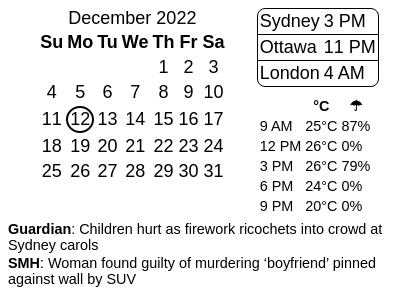 December 2022
Su Mo Tu We Th Fr Sa
1 2 3
4 5 6 7 8 9 10
11 12 13 14 15 16 17
18 19 20 21 22 23 24
25 26 27 28 29 30 31
Sydney 3 PM
Ottawa 11 PM
London 4 AM
°C ☂
9 AM 25°C 87%
12 PM 26°C 0%
3 PM 26°C 79%
6 PM 24°C 0%
9 PM 20°C 0%
Guardian: Children hurt as firework ricochets into crowd at
Sydney carols
SMH: Woman found guilty of murdering ‘boyfriend’ pinned
against wall by SUV